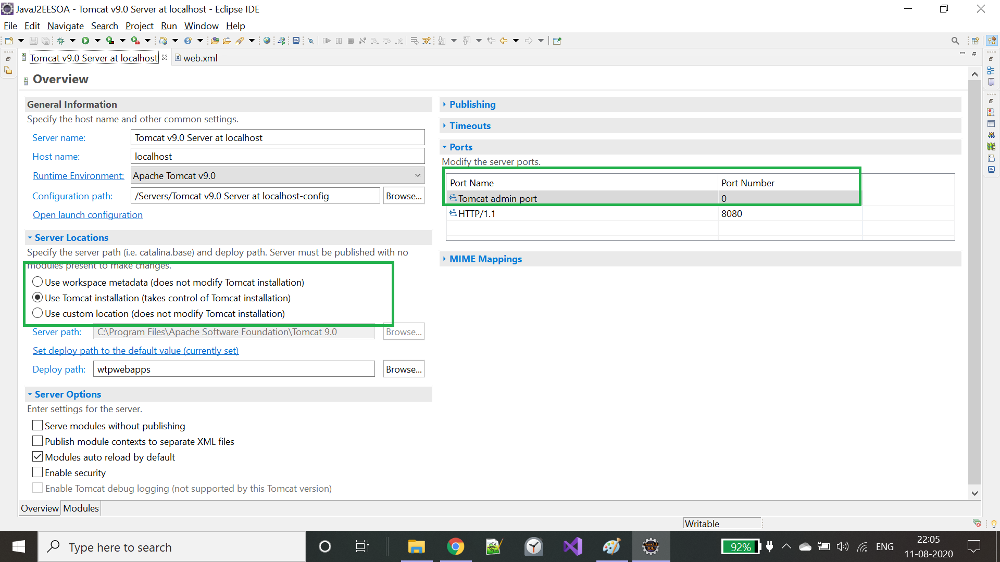 JavaJ2EESOA - Tomcat v9.0 Server at localhost - Eclipse IDE
File Edit Navigate Search Project Run Window Help
Tomcat v9.0 Server at localhost web.xml
Overview
General Information
Specify the host name and other common settings.
Server name: Tomcat v9.0 Server at localhost
Host name: localhost
Runtime Environment: Apache Tomcat v9.0
Configuration path: /Servers/Tomcat v9.0 Server at localhost-config Browse...
Open launch configuration
Server Locations
Specify the server path (i.e. catalina.base) and deploy path. Server must be published with no
modules present to make changes.
Use workspace metadata (does not modify Tomcat installation)
Use Tomcat installation (takes control of Tomcat installation)
Use custom location (does not modify Tomcat installation)
Server path: C:\Program Files\Apache Software Foundation\Tomcat 9.0 Browse...
Set deploy path to the default value (currently set)
Deploy path: wtpwebapps Browse...
Server Options
Enter settings for the server.
Serve modules without publishing
Publish module contexts to separate XML files
Modules auto reload by default
Enable security
Enable Tomcat debug logging (not supported by this Tomcat version)
Publishing
Timeouts
Ports
Modify the server ports.
Port Name Port Number
Tomcat admin port 0
HTTP/1.1 8080
MIME Mappings
Overview Modules
Writable
Type here to search
92%
ENG
22:05
11-08-2020